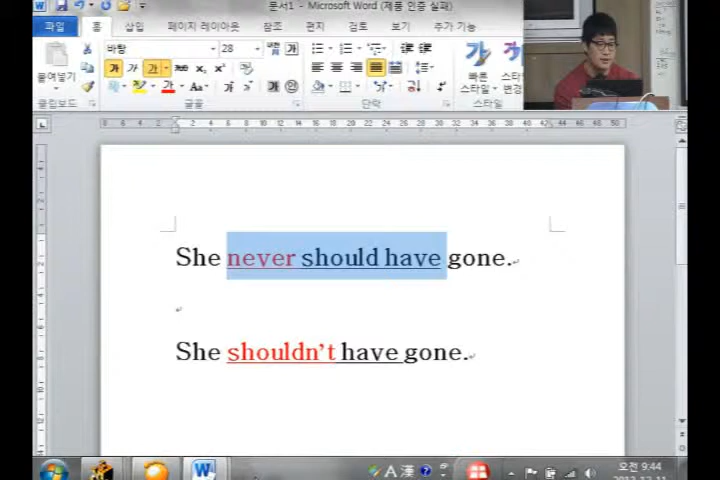 문서1 - Microsoft Word (제품 인증 실패)
파일 홈 삽입 페이지 레이아웃 참조 편지 검토 보기 추가 기능
바탕 28
붙여넣기
빠른 스타일
변경
클립보드 글꼴 단락 스타일
She never should have gone.
She shouldn't have gone.
A 漢
오전 9:44